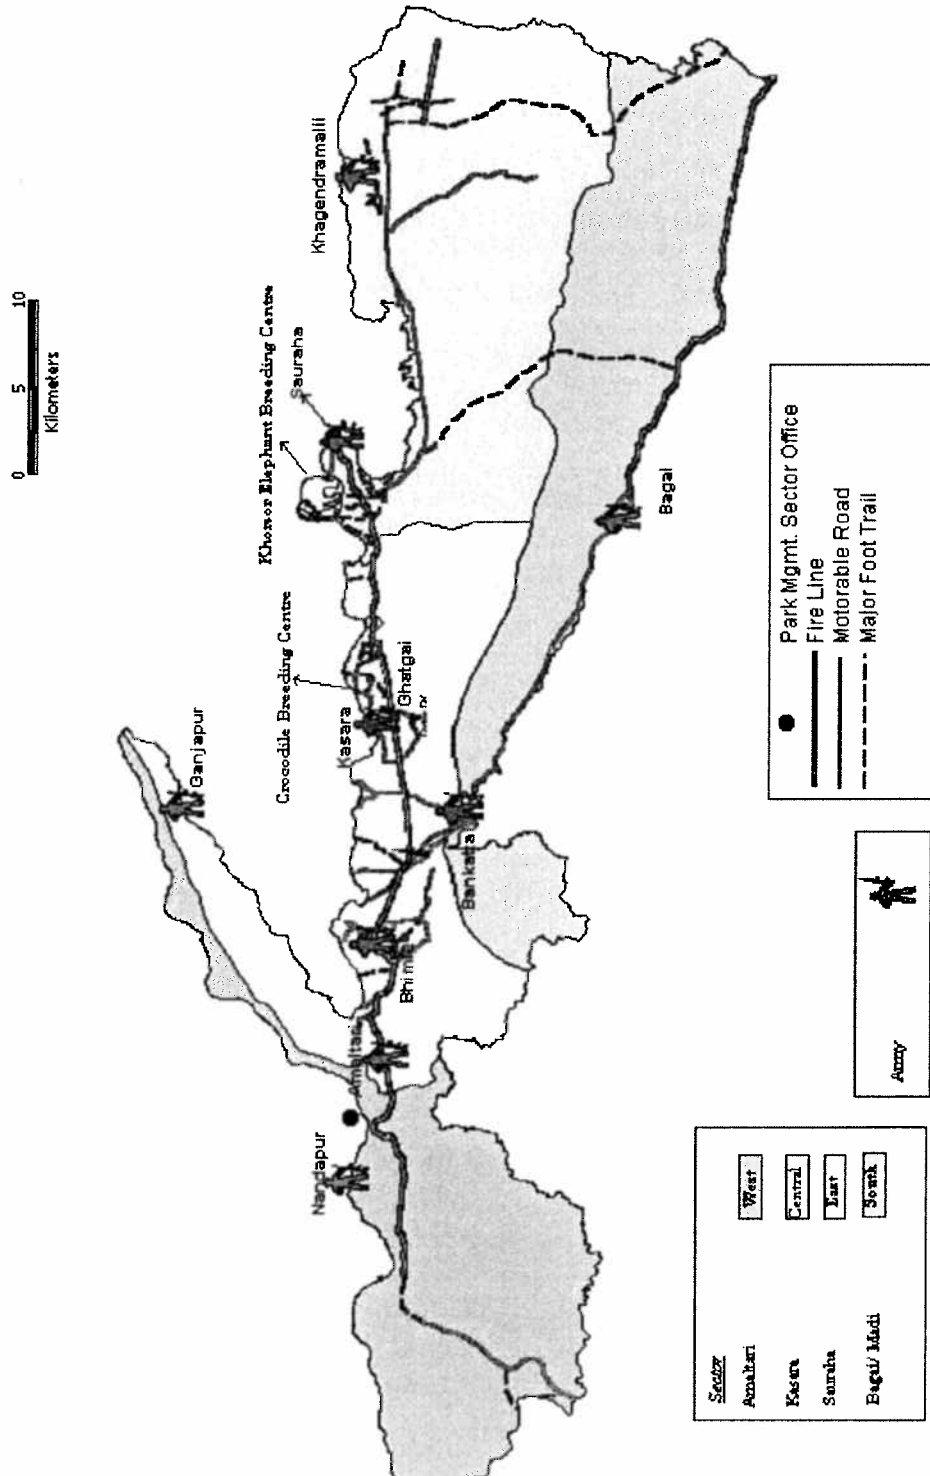 0 5 10
Kilometers
Khagendramalli
Sauraha
Khorsor Elephant Breeding Centre
Crocodile Breeding Centre
Ghatgai
Kasara
Ganjapur
Bagai
Bankatta
Amaltari
Nandapur
Park Mgmt. Sector Office
Fire Line
Motorable Road
Major Foot Trail
Army
Sector
Amaltari West
Kasara Central
Sauraha East
Bagai/ Madi South